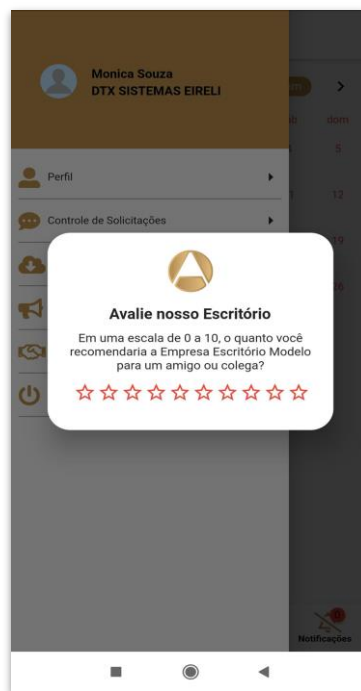 Monica Souza
DTX SISTEMAS EIRELI
dom
Perfil
5
12
Controle de Solicitações
19
26
Avalie nosso Escritório
Em uma escala de 0 a 10, o quanto você
recomendaria a Empresa Escritório Modelo
para um amigo ou colega?
0
Notificações